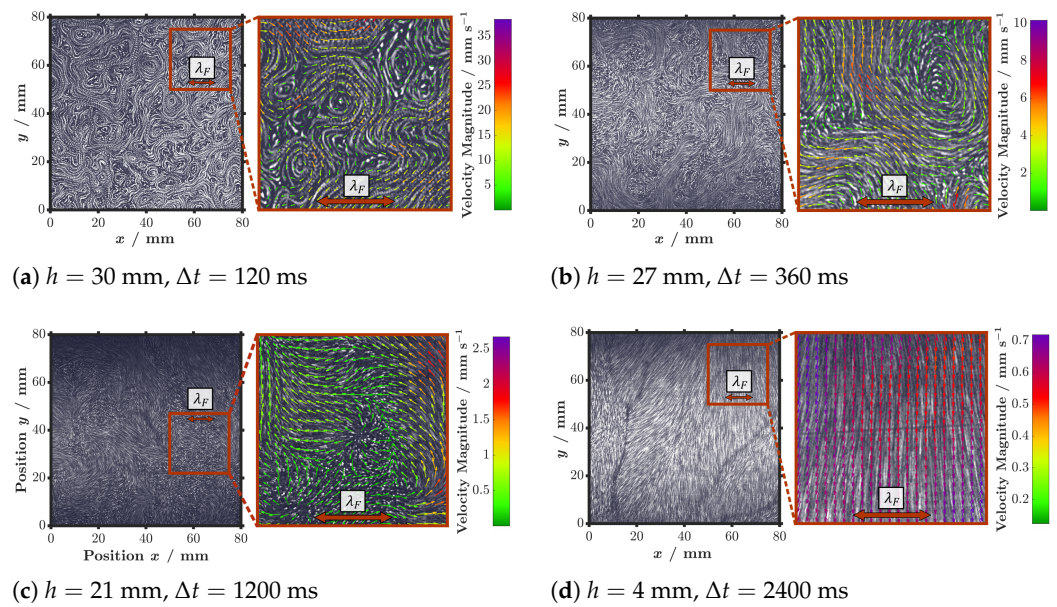 80
60
40
20
0
y / mm
0 20 40 60 80
x / mm
λF
λF
35
30
25
20
15
10
5
Velocity Magnitude / mm s⁻¹
(a) h = 30 mm, Δt = 120 ms
80
60
40
20
0
y / mm
0 20 40 60 80
x / mm
λF
λF
10
8
6
4
2
Velocity Magnitude / mm s⁻¹
(b) h = 27 mm, Δt = 360 ms
80
60
40
20
0
Position y / mm
0 20 40 60 80
Position x / mm
λF
λF
2.5
2
1.5
1
0.5
Velocity Magnitude / mm s⁻¹
(c) h = 21 mm, Δt = 1200 ms
80
60
40
20
0
y / mm
0 20 40 60 80
x / mm
λF
λF
0.7
0.6
0.5
0.4
0.3
0.2
Velocity Magnitude / mm s⁻¹
(d) h = 4 mm, Δt = 2400 ms